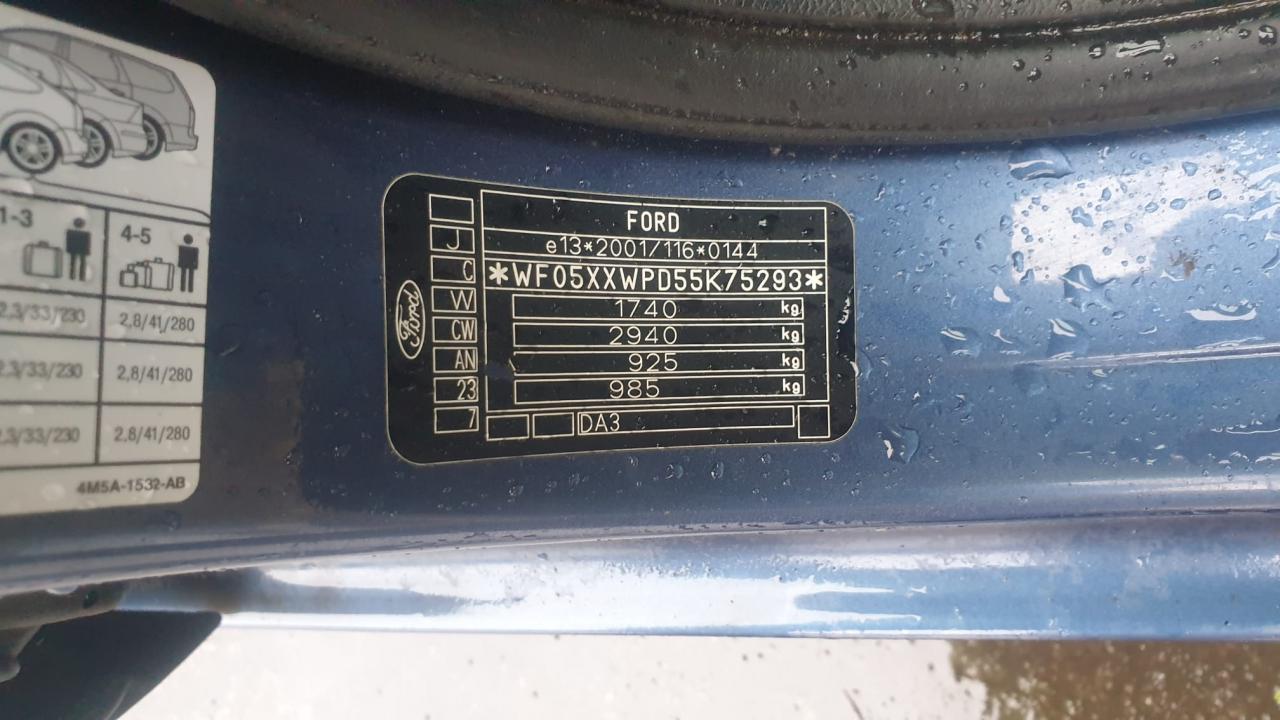 1-3 4-5
2,3/33/230 2,8/41/280
2,3/33/230 2,8/41/280
2,3/33/230 2,8/41/280
4M5A-1532-AB
Ford
J
C
W
CW
AN
23
7
FORD
e13*2001/116*0144
*WF05XXWPD55K75293*
1740 kg
2940 kg
925 kg
985 kg
DA3